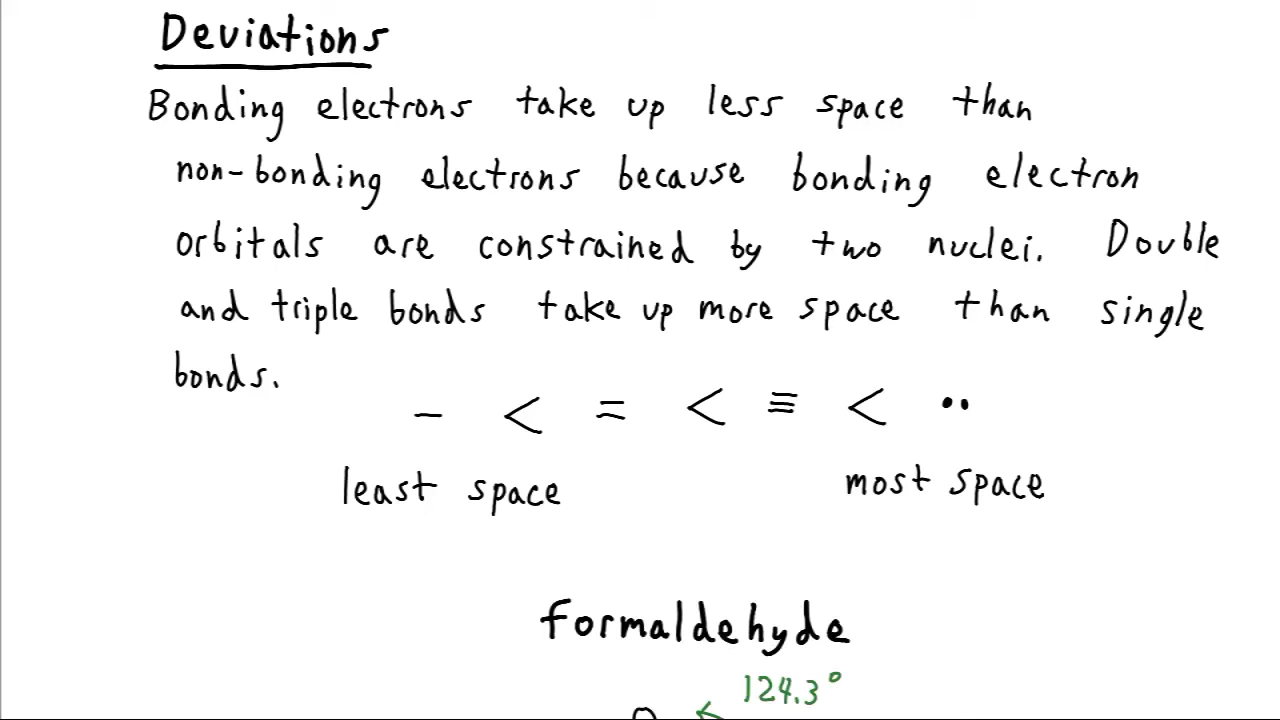 Deviations
Bonding electrons take up less space than
non-bonding electrons because bonding electron
orbitals are constrained by two nuclei. Double
and triple bonds take up more space than single
bonds.
- < = < ≡ < ••
least space most space
formaldehyde
124.3°